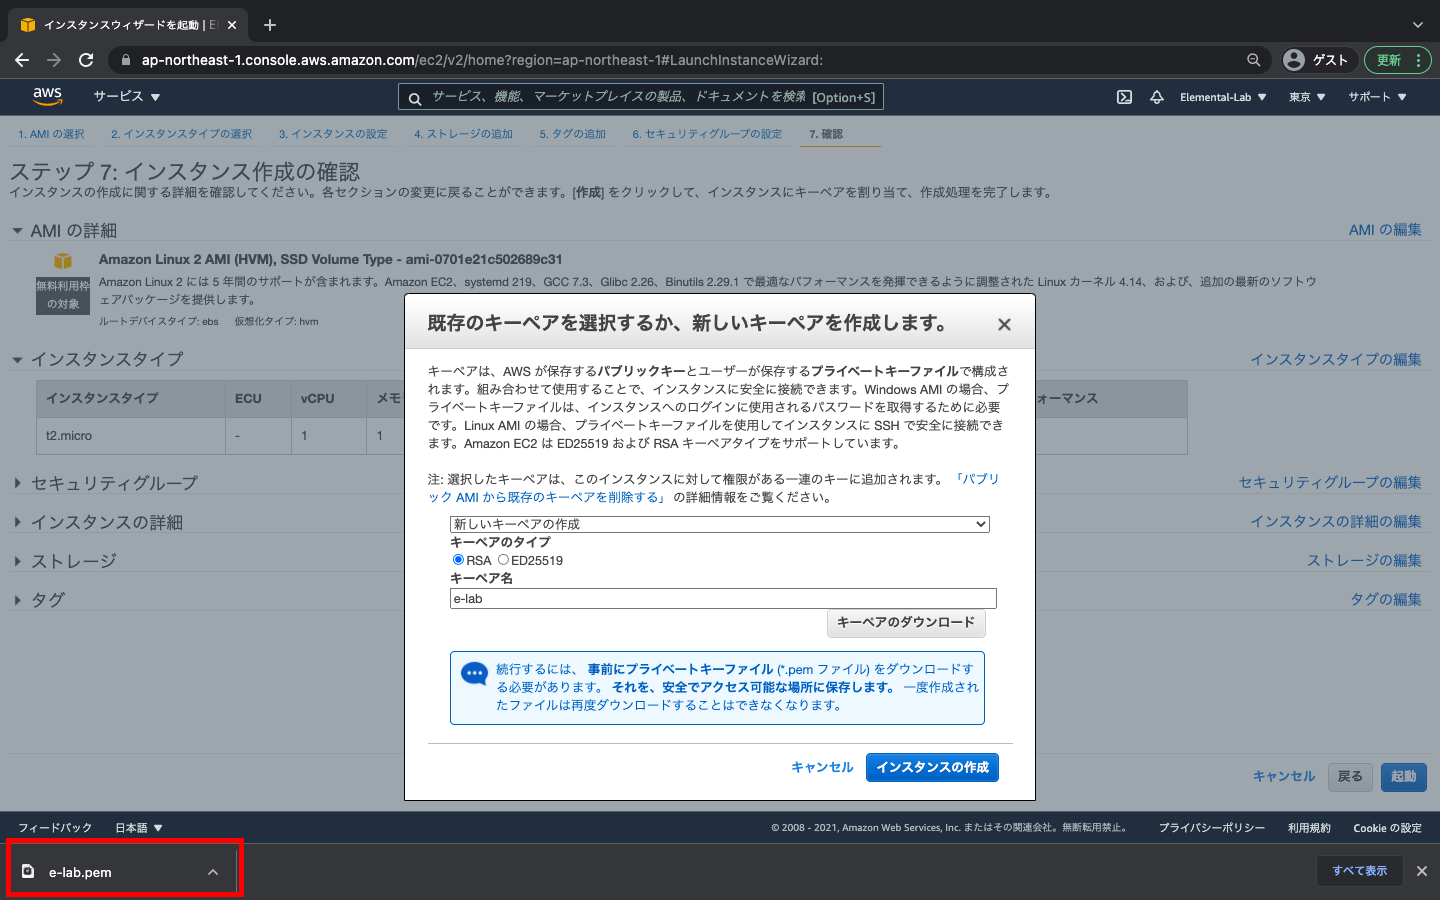 インスタンスウィザードを起動 | E
ap-northeast-1.console.aws.amazon.com/ec2/v2/home?region=ap-northeast-1#LaunchInstanceWizard:
ゲスト
更新
aws
サービス
サービス、機能、マーケットプレイスの製品、ドキュメントを検索 [Option+S]
Elemental-Lab
東京
サポート
1. AMI の選択
2. インスタンスタイプの選択
3. インスタンスの設定
4. ストレージの追加
5. タグの追加
6. セキュリティグループの設定
7. 確認
ステップ 7: インスタンス作成の確認
インスタンスの作成に関する詳細を確認してください。各セクションの変更に戻ることができます。[作成] をクリックして、インスタンスにキーペアを割り当て、作成処理を完了します。
AMI の詳細
AMI の編集
Amazon Linux 2 AMI (HVM), SSD Volume Type - ami-0701e21c502689c31
無料利用枠
の対象
Amazon Linux 2 には 5 年間のサポートが含まれます。Amazon EC2、systemd 219、GCC 7.3、Glibc 2.26、Binutils 2.29.1 で最適なパフォーマンスを発揮できるように調整された Linux カーネル 4.14、および、追加の最新のソフトウ
ェアパッケージを提供します。
ルートデバイスタイプ: ebs 仮想化タイプ: hvm
インスタンスタイプ
インスタンスタイプの編集
インスタンスタイプ
ECU
vCPU
メモ
ォーマンス
t2.micro
-
1
1
セキュリティグループ
セキュリティグループの編集
インスタンスの詳細
インスタンスの詳細の編集
ストレージ
ストレージの編集
タグ
タグの編集
既存のキーペアを選択するか、新しいキーペアを作成します。
キーペアは、AWS が保存するパブリックキーとユーザーが保存するプライベートキーファイルで構成さ
れます。組み合わせて使用することで、インスタンスに安全に接続できます。Windows AMI の場合、プ
ライベートキーファイルは、インスタンスへのログインに使用されるパスワードを取得するために必要
です。Linux AMI の場合、プライベートキーファイルを使用してインスタンスに SSH で安全に接続でき
ます。Amazon EC2 は ED25519 および RSA キーペアタイプをサポートしています。
注: 選択したキーペアは、このインスタンスに対して権限がある一連のキーに追加されます。 「パブリ
ック AMI から既存のキーペアを削除する」 の詳細情報をご覧ください。
新しいキーペアの作成
キーペアのタイプ
RSA ED25519
キーペア名
e-lab
キーペアのダウンロード
続行するには、 事前にプライベートキーファイル (*.pem ファイル) をダウンロードす
る必要があります。 それを、安全でアクセス可能な場所に保存します。 一度作成され
たファイルは再度ダウンロードすることはできなくなります。
キャンセル
インスタンスの作成
キャンセル
戻る
起動
フィードバック
日本語
© 2008 - 2021, Amazon Web Services, Inc. またはその関連会社。無断転用禁止。
プライバシーポリシー
利用規約
Cookie の設定
e-lab.pem
すべて表示